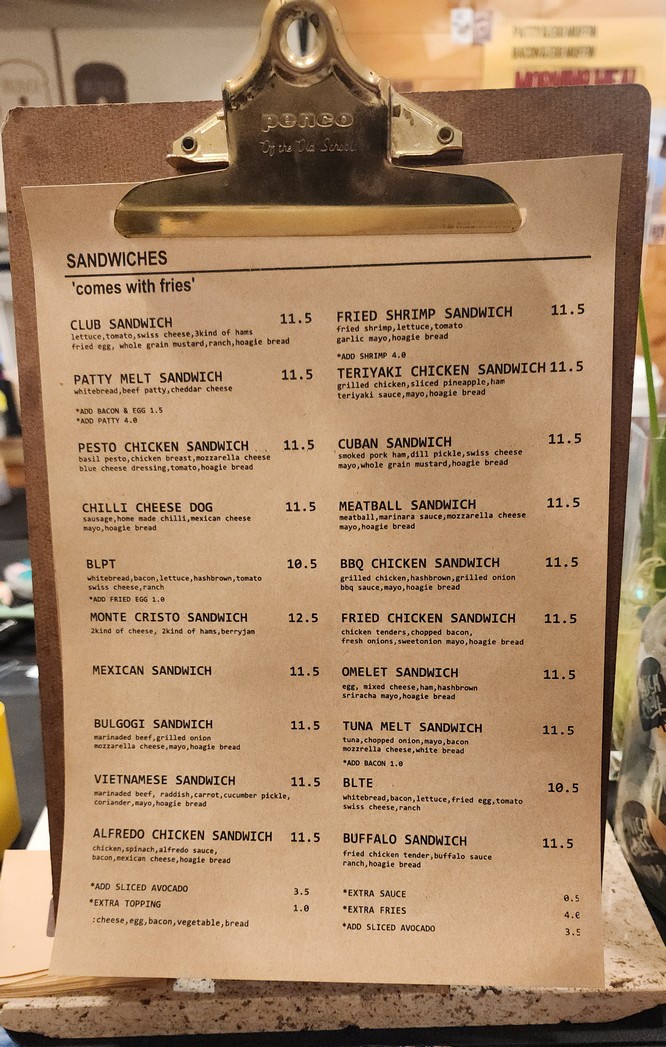 PATTY&EGG MUFFIN
BACON&EGG MUFFIN
penco
Of the Old School
SANDWICHES
'comes with fries'
CLUB SANDWICH 11.5
lettuce,tomato,swiss cheese,3kind of hams
fried egg, whole grain mustard,ranch,hoagie bread
PATTY MELT SANDWICH 11.5
whitebread,beef patty,cheddar cheese
*ADD BACON & EGG 1.5
*ADD PATTY 4.0
PESTO CHICKEN SANDWICH 11.5
basil pesto,chicken breast,mozzarella cheese
blue cheese dressing,tomato,hoagie bread
CHILLI CHEESE DOG 11.5
sausage,home made chilli,mexican cheese
mayo,hoagie bread
BLPT 10.5
whitebread,bacon,lettuce,hashbrown,tomato
swiss cheese,ranch
*ADD FRIED EGG 1.0
MONTE CRISTO SANDWICH 12.5
2kind of cheese, 2kind of hams,berryjam
MEXICAN SANDWICH 11.5
BULGOGI SANDWICH 11.5
marinaded beef,grilled onion
mozzarella cheese,mayo,hoagie bread
VIETNAMESE SANDWICH 11.5
marinaded beef, raddish,carrot,cucumber pickle,
coriander,mayo,hoagie bread
ALFREDO CHICKEN SANDWICH 11.5
chicken,spinach,alfredo sauce,
bacon,mexican cheese,hoagie bread
*ADD SLICED AVOCADO 3.5
*EXTRA TOPPING 1.0
:cheese,egg,bacon,vegetable,bread
FRIED SHRIMP SANDWICH 11.5
fried shrimp,lettuce,tomato
garlic mayo,hoagie bread
*ADD SHRIMP 4.0
TERIYAKI CHICKEN SANDWICH 11.5
grilled chicken,sliced pineapple,ham
teriyaki sauce,mayo,hoagie bread
CUBAN SANDWICH 11.5
smoked pork ham,dill pickle,swiss cheese
mayo,whole grain mustard,hoagie bread
MEATBALL SANDWICH 11.5
meatball,marinara sauce,mozzarella cheese
mayo,hoagie bread
BBQ CHICKEN SANDWICH 11.5
grilled chicken,hashbrown,grilled onion
bbq sauce,mayo,hoagie bread
FRIED CHICKEN SANDWICH 11.5
chicken tenders,chopped bacon,
fresh onions,sweetonion mayo,hoagie bread
OMELET SANDWICH 11.5
egg, mixed cheese,ham,hashbrown
sriracha mayo,hoagie bread
TUNA MELT SANDWICH 11.5
tuna,chopped onion,mayo,bacon
mozzrella cheese,white bread
*ADD BACON 1.0
BLTE 10.5
whitebread,bacon,lettuce,fried egg,tomato
swiss cheese,ranch
BUFFALO SANDWICH 11.5
fried chicken tender,buffalo sauce
ranch,hoagie bread
*EXTRA SAUCE 0.5
*EXTRA FRIES 4.0
*ADD SLICED AVOCADO 3.5